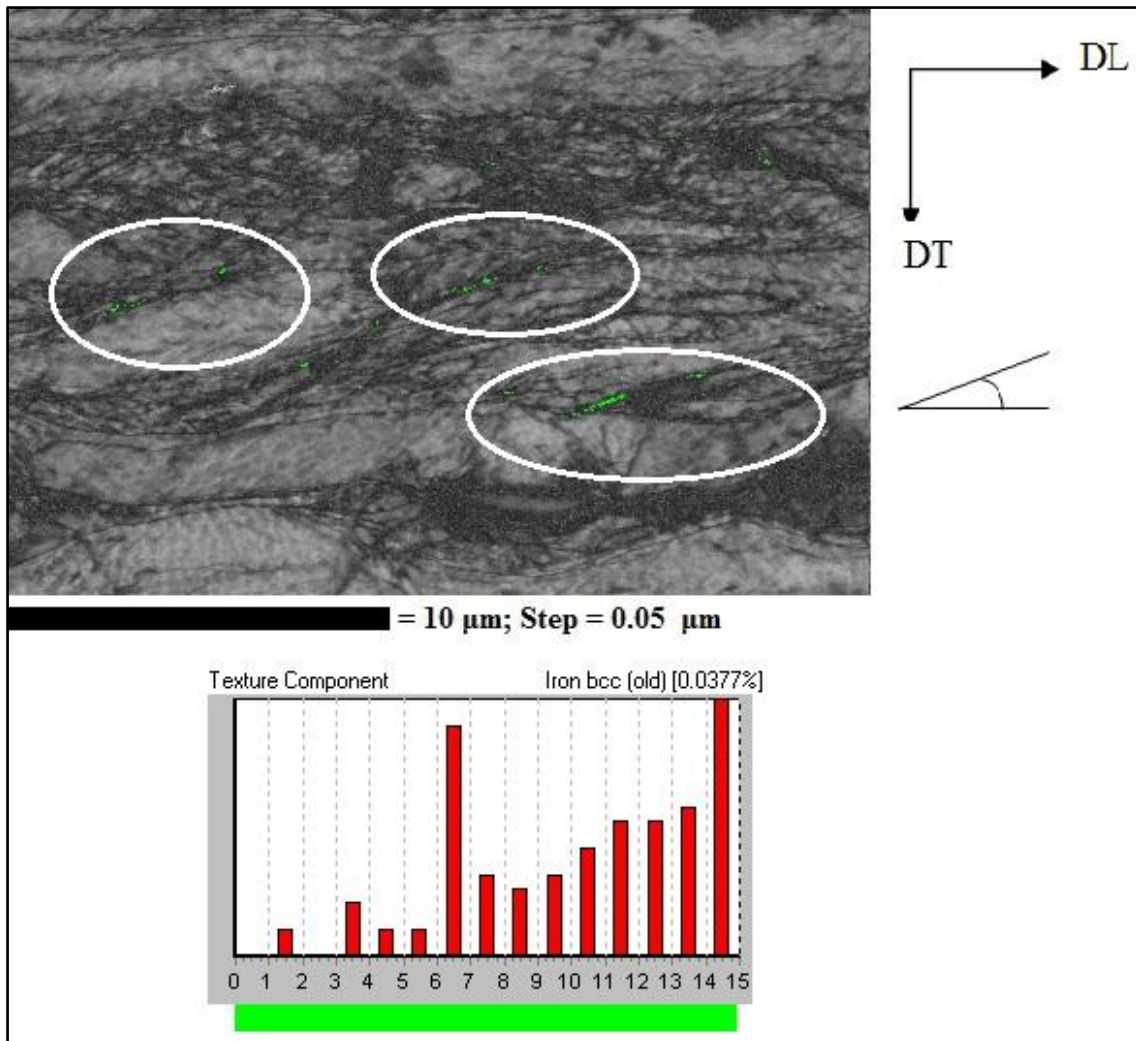 DL
DT
= 10 µm; Step = 0.05 µm
Texture Component Iron bcc (old) [0.0377%]
0 1 2 3 4 5 6 7 8 9 10 11 12 13 14 15